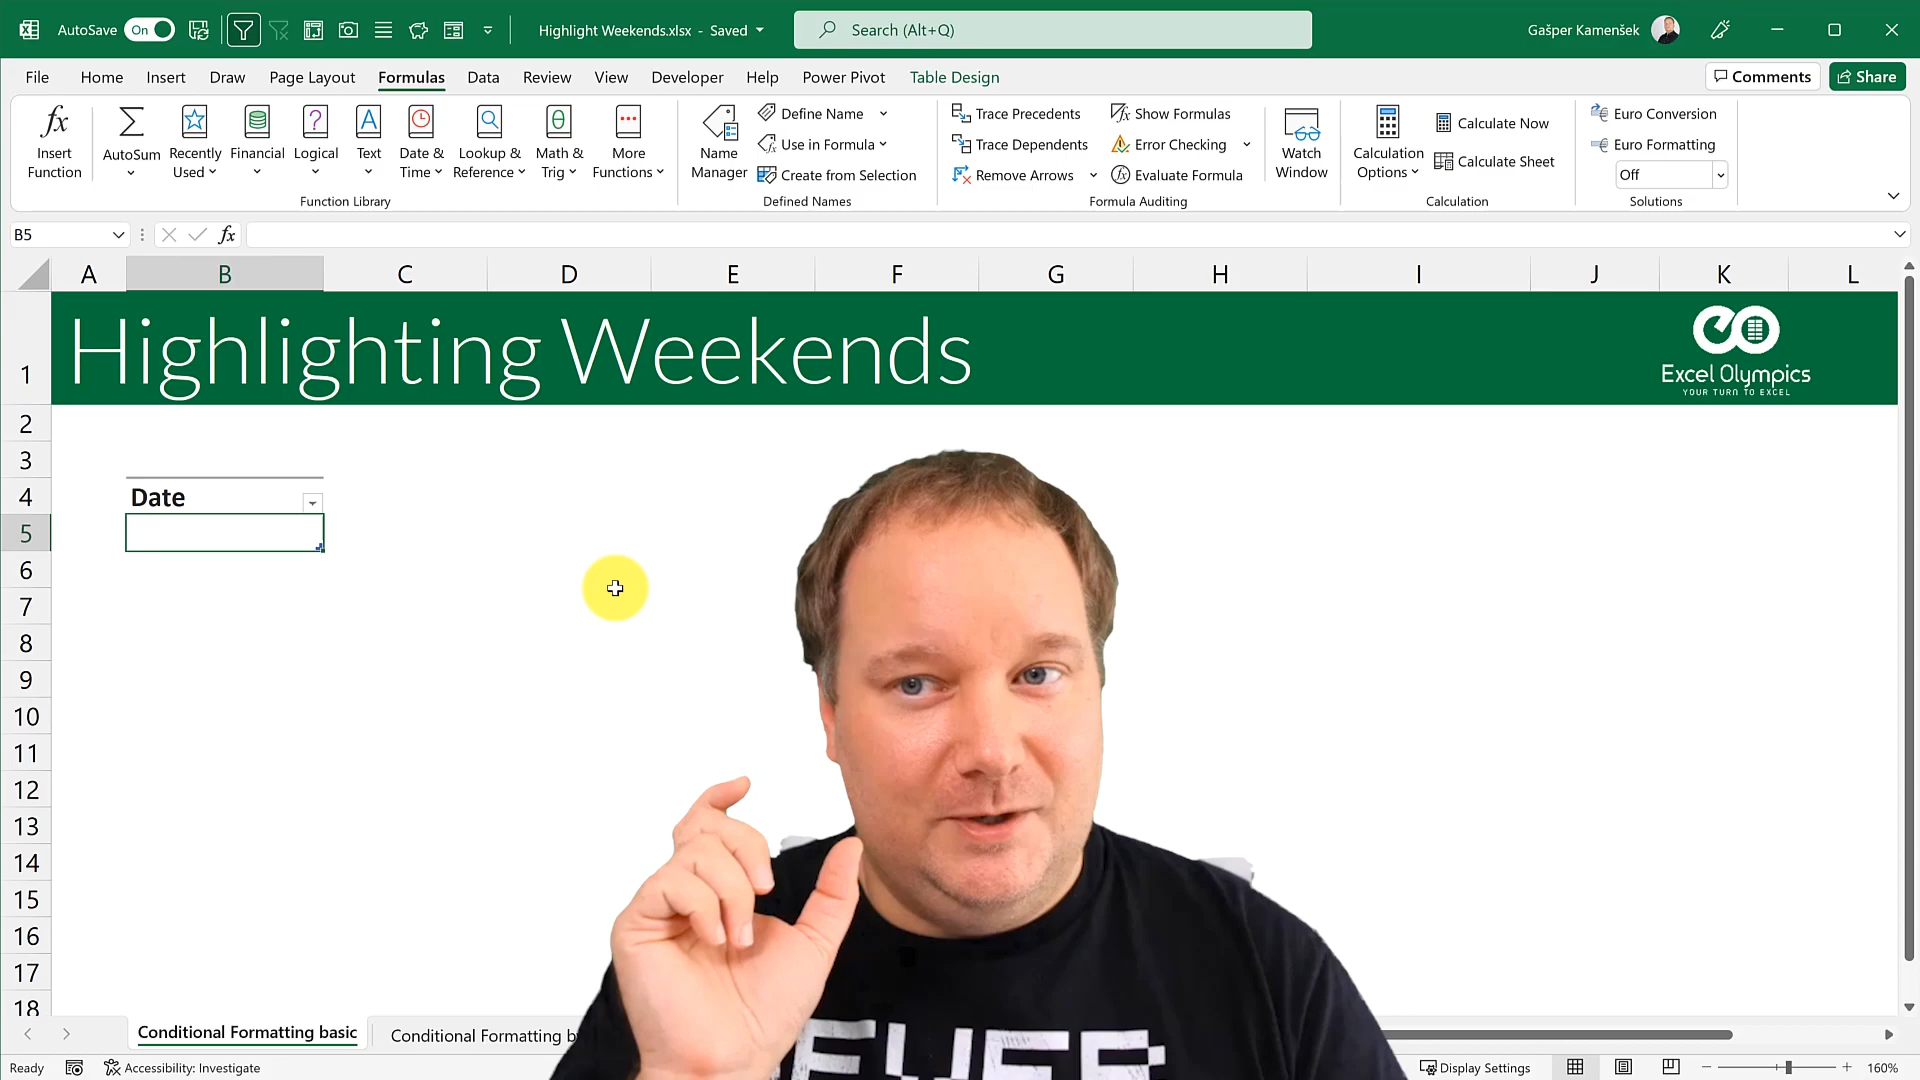 AutoSave On Highlight Weekends.xlsx - Saved Search (Alt+Q) Gašper Kamenšek
File Home Insert Draw Page Layout Formulas Data Review View Developer Help Power Pivot Table Design Comments Share
Insert Function
AutoSum
Recently Used
Financial
Logical
Text
Date & Time
Lookup & Reference
Math & Trig
More Functions
Function Library
Name Manager
Define Name
Use in Formula
Create from Selection
Defined Names
Trace Precedents
Trace Dependents
Remove Arrows
Show Formulas
Error Checking
Evaluate Formula
Formula Auditing
Watch Window
Calculation Options
Calculate Now
Calculate Sheet
Calculation
Euro Conversion
Euro Formatting
Off
Solutions
B5 fx
A B C D E F G H I J K L
1 Highlighting Weekends
Excel Olympics
YOUR TURN TO EXCEL
2
3
4 Date
5
6
7
8
9
10
11
12
13
14
15
16
17
18
EVER
Conditional Formatting basic Conditional Formatting b
Ready Accessibility: Investigate Display Settings 160%